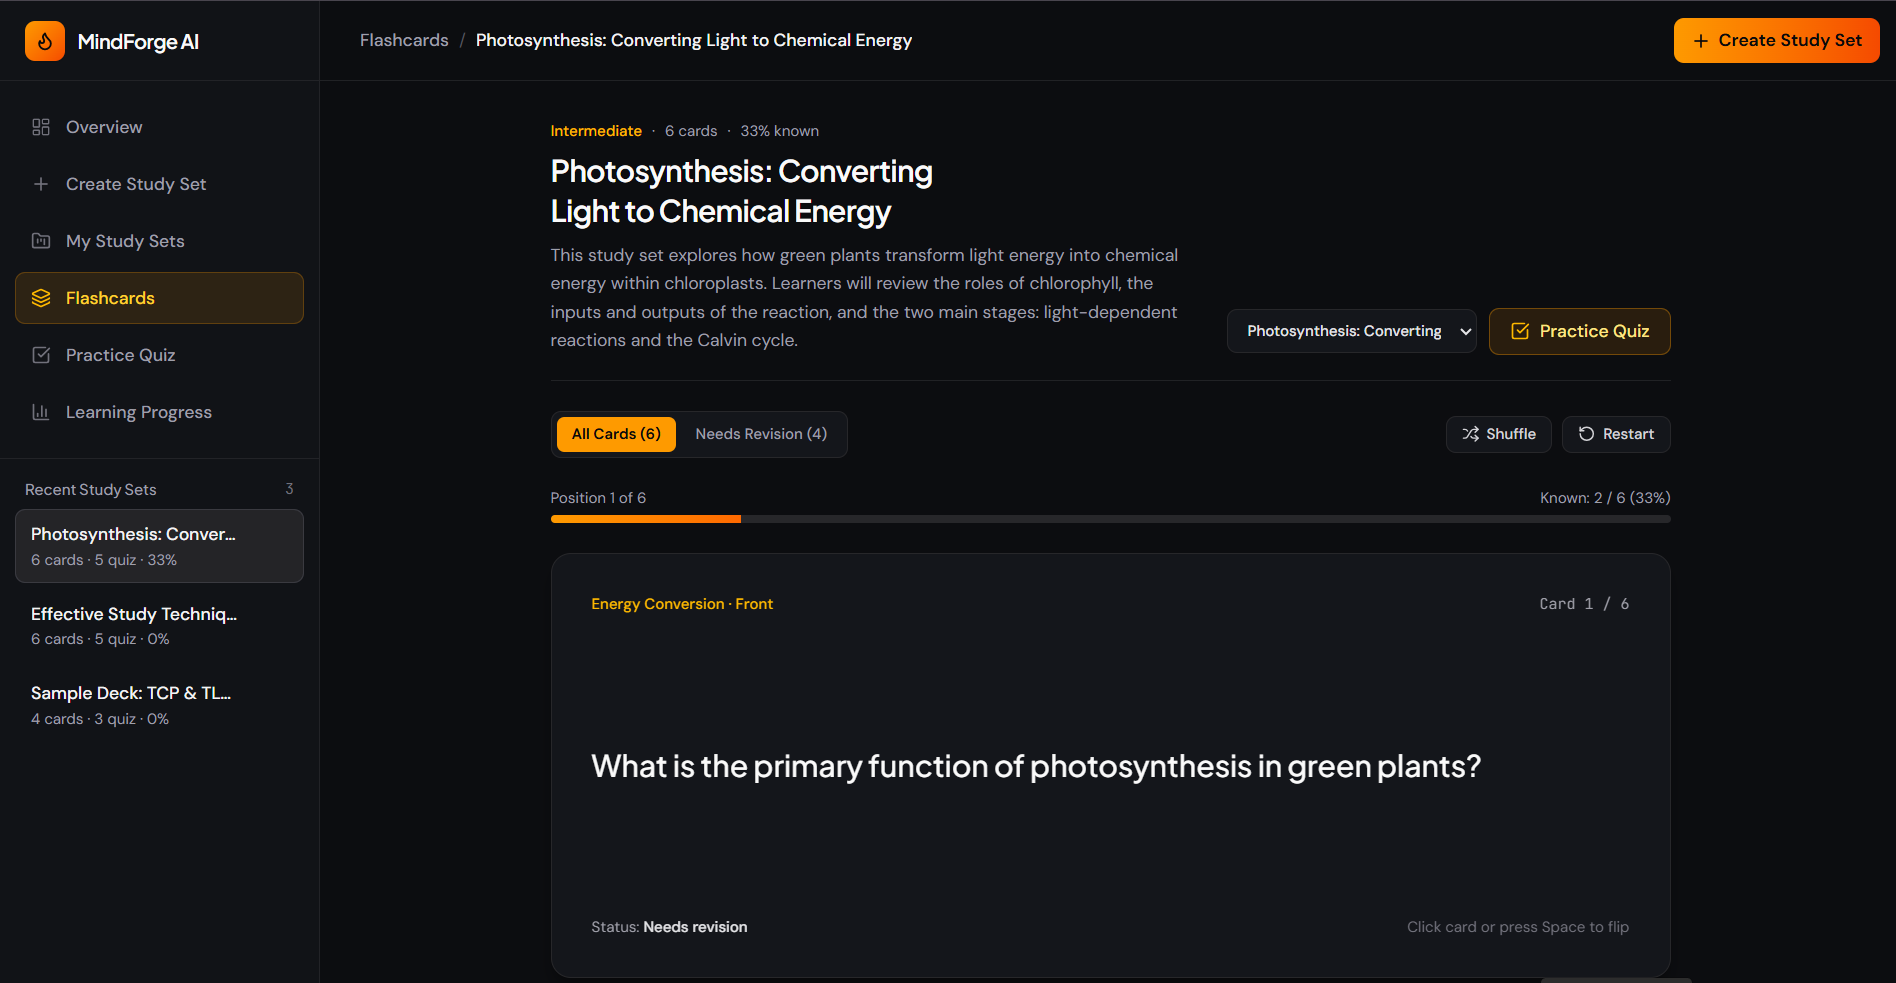 MindForge AI
Flashcards / Photosynthesis: Converting Light to Chemical Energy
+ Create Study Set
Overview
Create Study Set
My Study Sets
Flashcards
Practice Quiz
Learning Progress
Recent Study Sets 3
Photosynthesis: Conver...
6 cards · 5 quiz · 33%
Effective Study Techniq...
6 cards · 5 quiz · 0%
Sample Deck: TCP & TL...
4 cards · 3 quiz · 0%
Intermediate · 6 cards · 33% known
Photosynthesis: Converting
Light to Chemical Energy
This study set explores how green plants transform light energy into chemical
energy within chloroplasts. Learners will review the roles of chlorophyll, the
inputs and outputs of the reaction, and the two main stages: light-dependent
reactions and the Calvin cycle.
Photosynthesis: Converting
Practice Quiz
All Cards (6)
Needs Revision (4)
Shuffle
Restart
Position 1 of 6
Known: 2 / 6 (33%)
Energy Conversion · Front
Card 1 / 6
What is the primary function of photosynthesis in green plants?
Status: Needs revision
Click card or press Space to flip